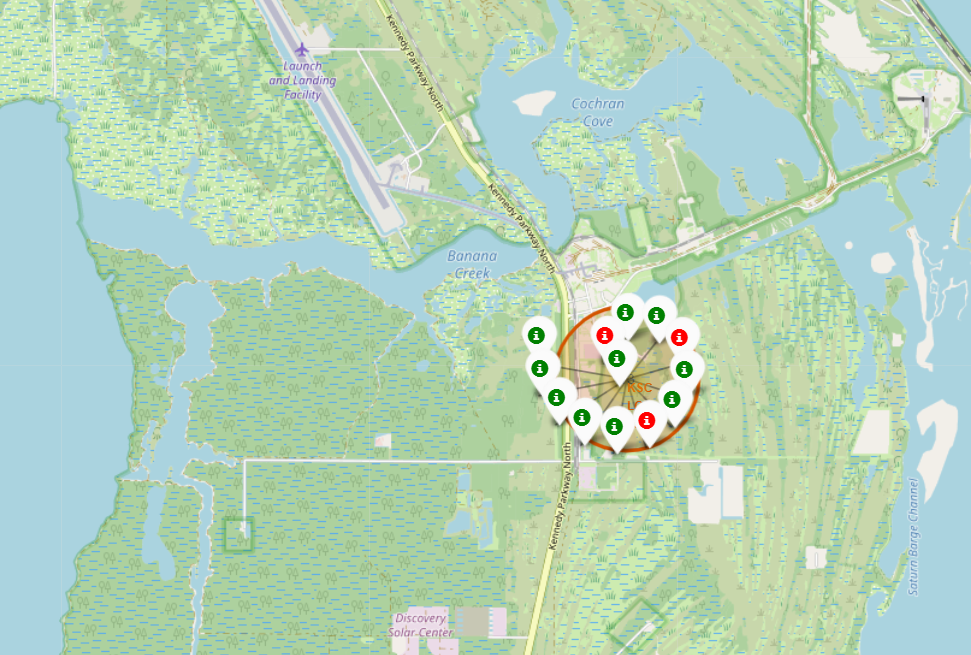 Kennedy Parkway North
Launch
and Landing
Facility
Cochran
Cove
Kennedy Parkway North
Banana
Creek
KSC
Kennedy Parkway North
Saturn Barge Channel
Discovery
Solar Center